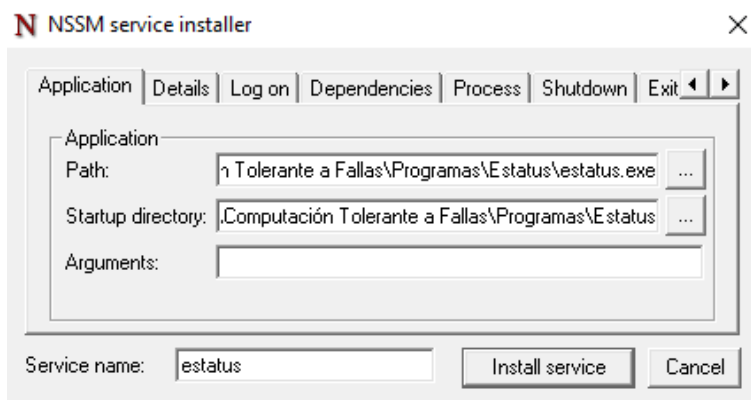 N NSSM service installer
Application Details Log on Dependencies Process Shutdown Exit
Application
Path: n Tolerante a Fallas\Programas\Estatus\estatus.exe ...
Startup directory: .Computación Tolerante a Fallas\Programas\Estatus ...
Arguments:
Service name: estatus Install service Cancel